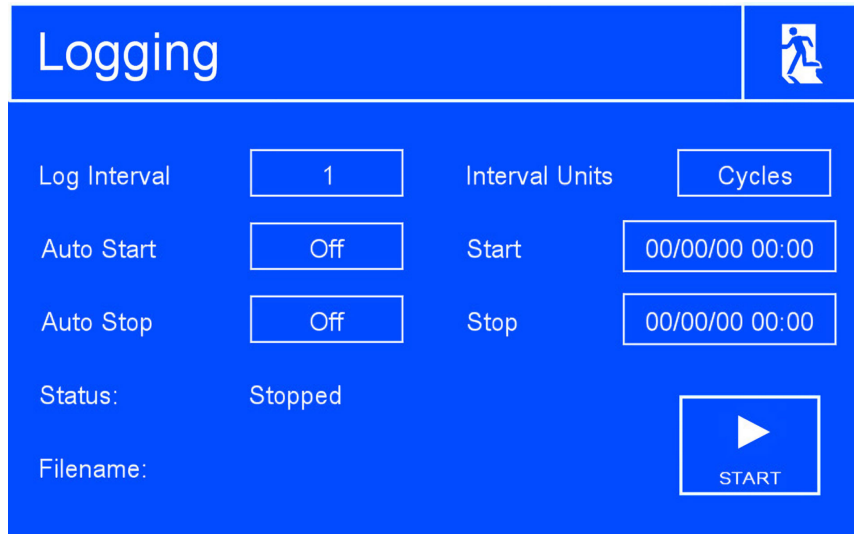 Logging
Log Interval 1 Interval Units Cycles
Auto Start Off Start 00/00/00 00:00
Auto Stop Off Stop 00/00/00 00:00
Status: Stopped
Filename:
START